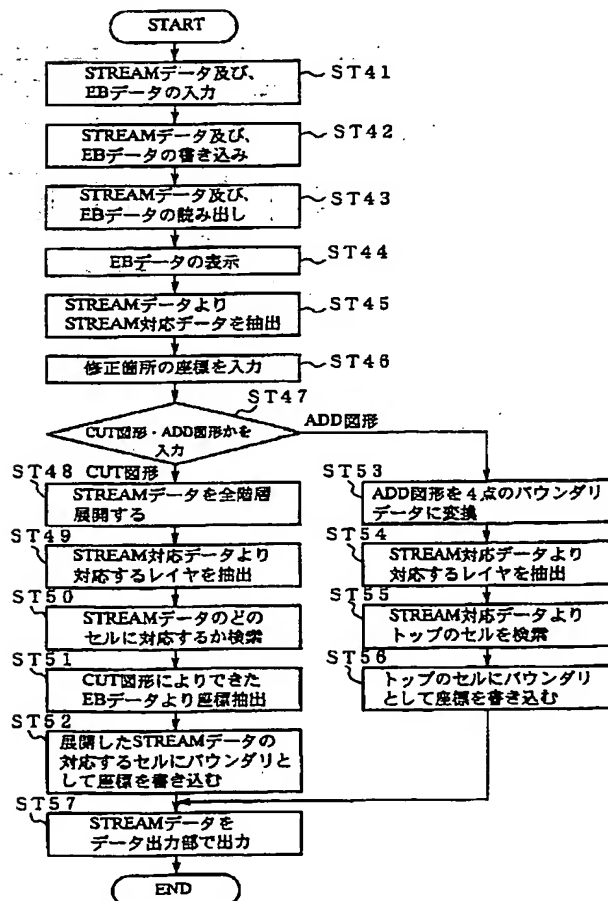 START
STREAMデータ及び、
EBデータの入力
ST41
STREAMデータ及び、
EBデータの書き込み
ST42
STREAMデータ及び、
EBデータの読み出し
ST43
EBデータの表示
ST44
STREAMデータより
STREAM対応データを抽出
ST45
修正箇所の座標を入力
ST46
ST47
CUT図形・ADD図形かを
入力
ADD図形
CUT図形
ST48
STREAMデータを全階層
展開する
ST49
STREAM対応データより
対応するレイヤを抽出
ST50
STREAMデータのどの
セルに対応するか検索
ST51
CUT図形によりできた
EBデータより座標抽出
ST52
展開したSTREAMデータの
対応するセルにバウンダリと
して座標を書き込む
ST53
ADD図形を4点のバウンダリ
データに変換
ST54
STREAM対応データより
対応するレイヤを抽出
ST55
STREAM対応データより
トップのセルを検索
ST56
トップのセルにバウンダリ
として座標を書き込む
ST57
STREAMデータを
データ出力部で出力
END